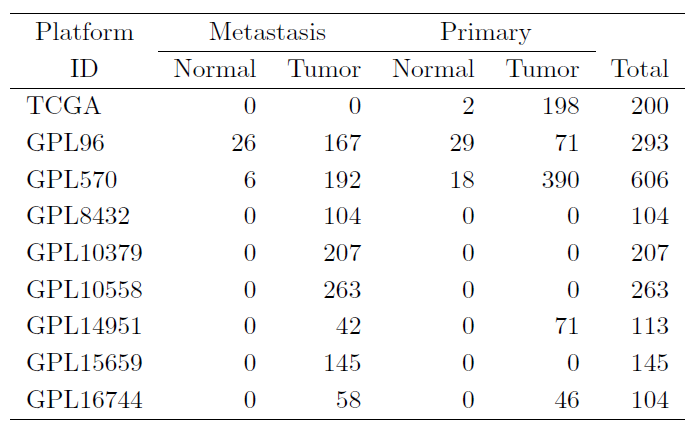 Platform Metastasis Primary
ID Normal Tumor Normal Tumor Total
TCGA 0 0 2 198 200
GPL96 26 167 29 71 293
GPL570 6 192 18 390 606
GPL8432 0 104 0 0 104
GPL10379 0 207 0 0 207
GPL10558 0 263 0 0 263
GPL14951 0 42 0 71 113
GPL15659 0 145 0 0 145
GPL16744 0 58 0 46 104